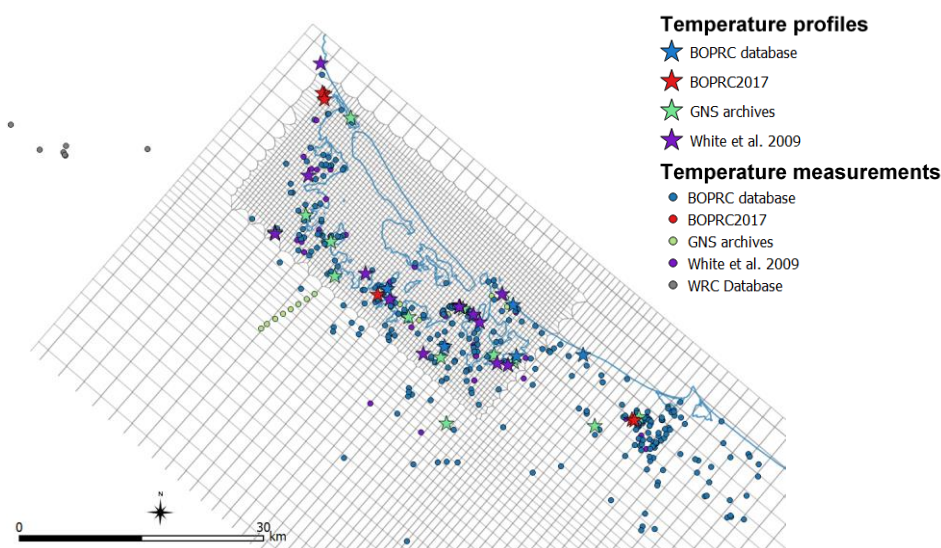 Temperature profiles
BOPRC database
BOPRC2017
GNS archives
White et al. 2009
Temperature measurements
BOPRC database
BOPRC2017
GNS archives
White et al. 2009
WRC Database
N
0 30
km